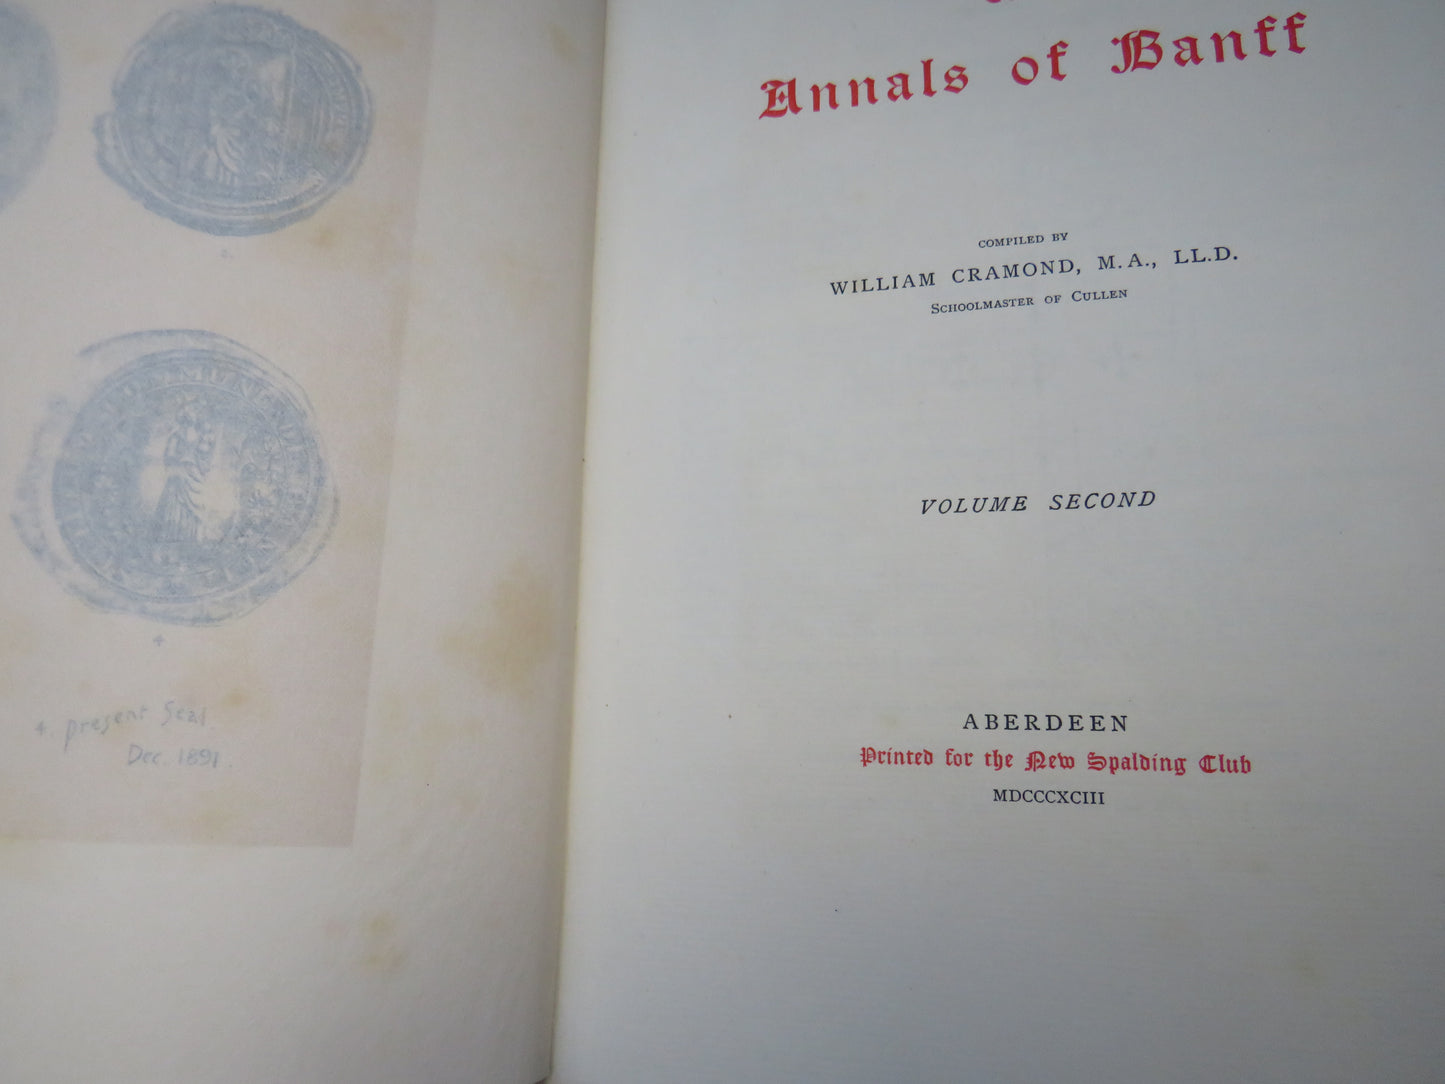 4. present Seal.
Dec. 1891.
Annals of Banff
COMPILED BY
WILLIAM CRAMOND, M.A., LL.D.
SCHOOLMASTER OF CULLEN
VOLUME SECOND
ABERDEEN
Printed for the New Spalding Club
MDCCCXCIII